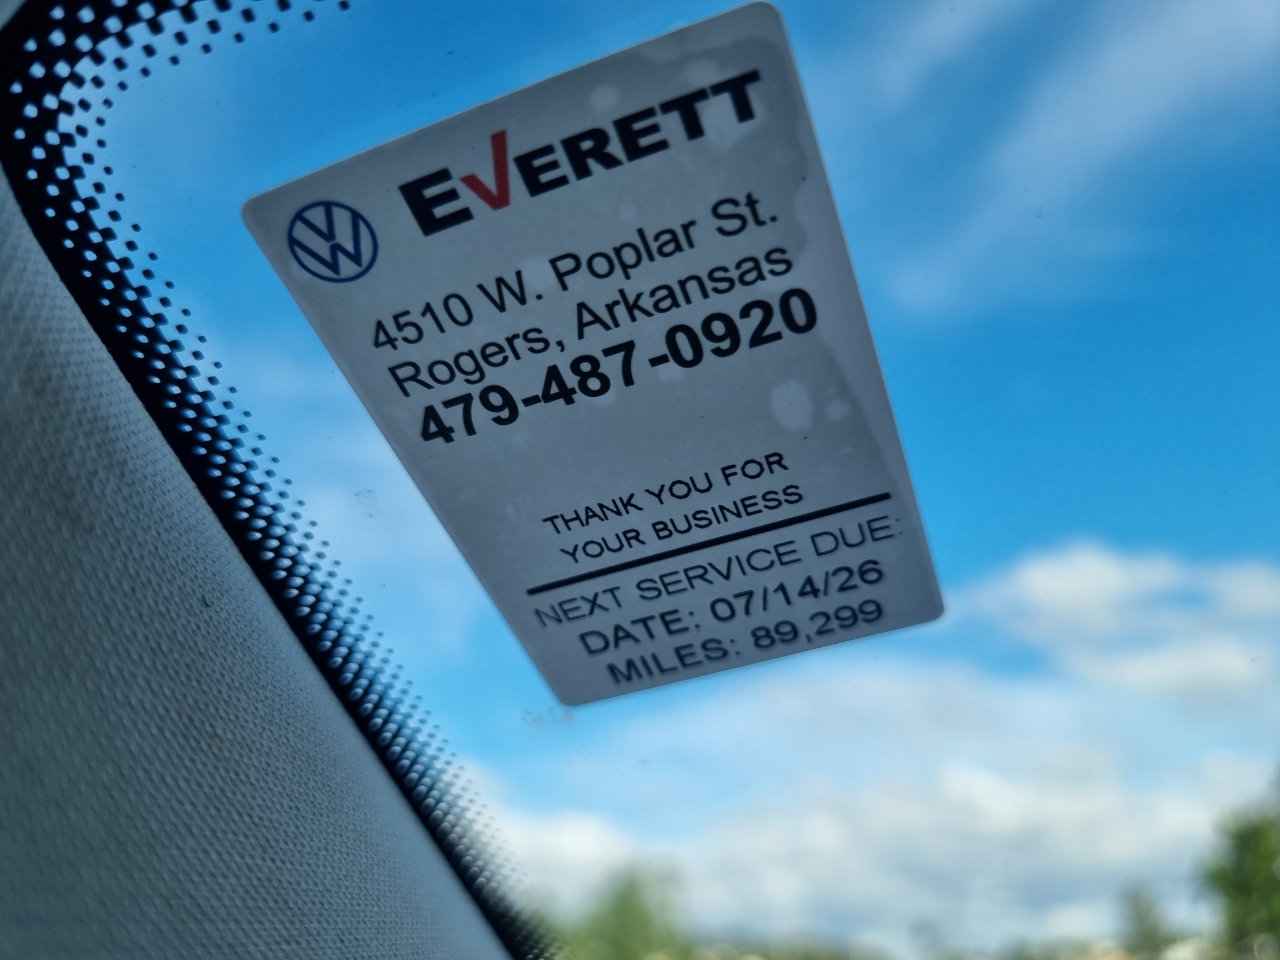 EVERETT
4510 W. Poplar St.
Rogers, Arkansas
479-487-0920
THANK YOU FOR
YOUR BUSINESS
NEXT SERVICE DUE:
DATE: 07/14/26
MILES: 89,299